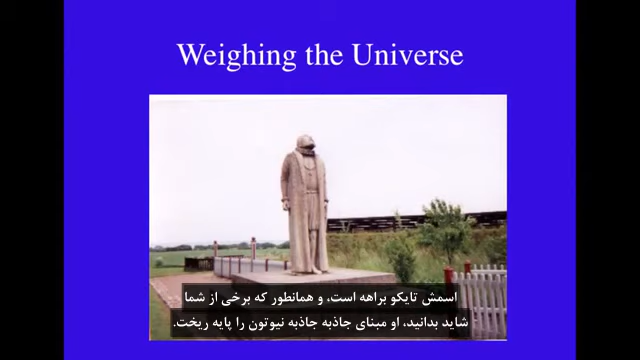 Weighing the Universe
اسمش تایکو براهه است، و همانطور که برخی از شما
شاید بدانید، او مبنای جاذبه جاذبه نیوتون را پایه ریخت.